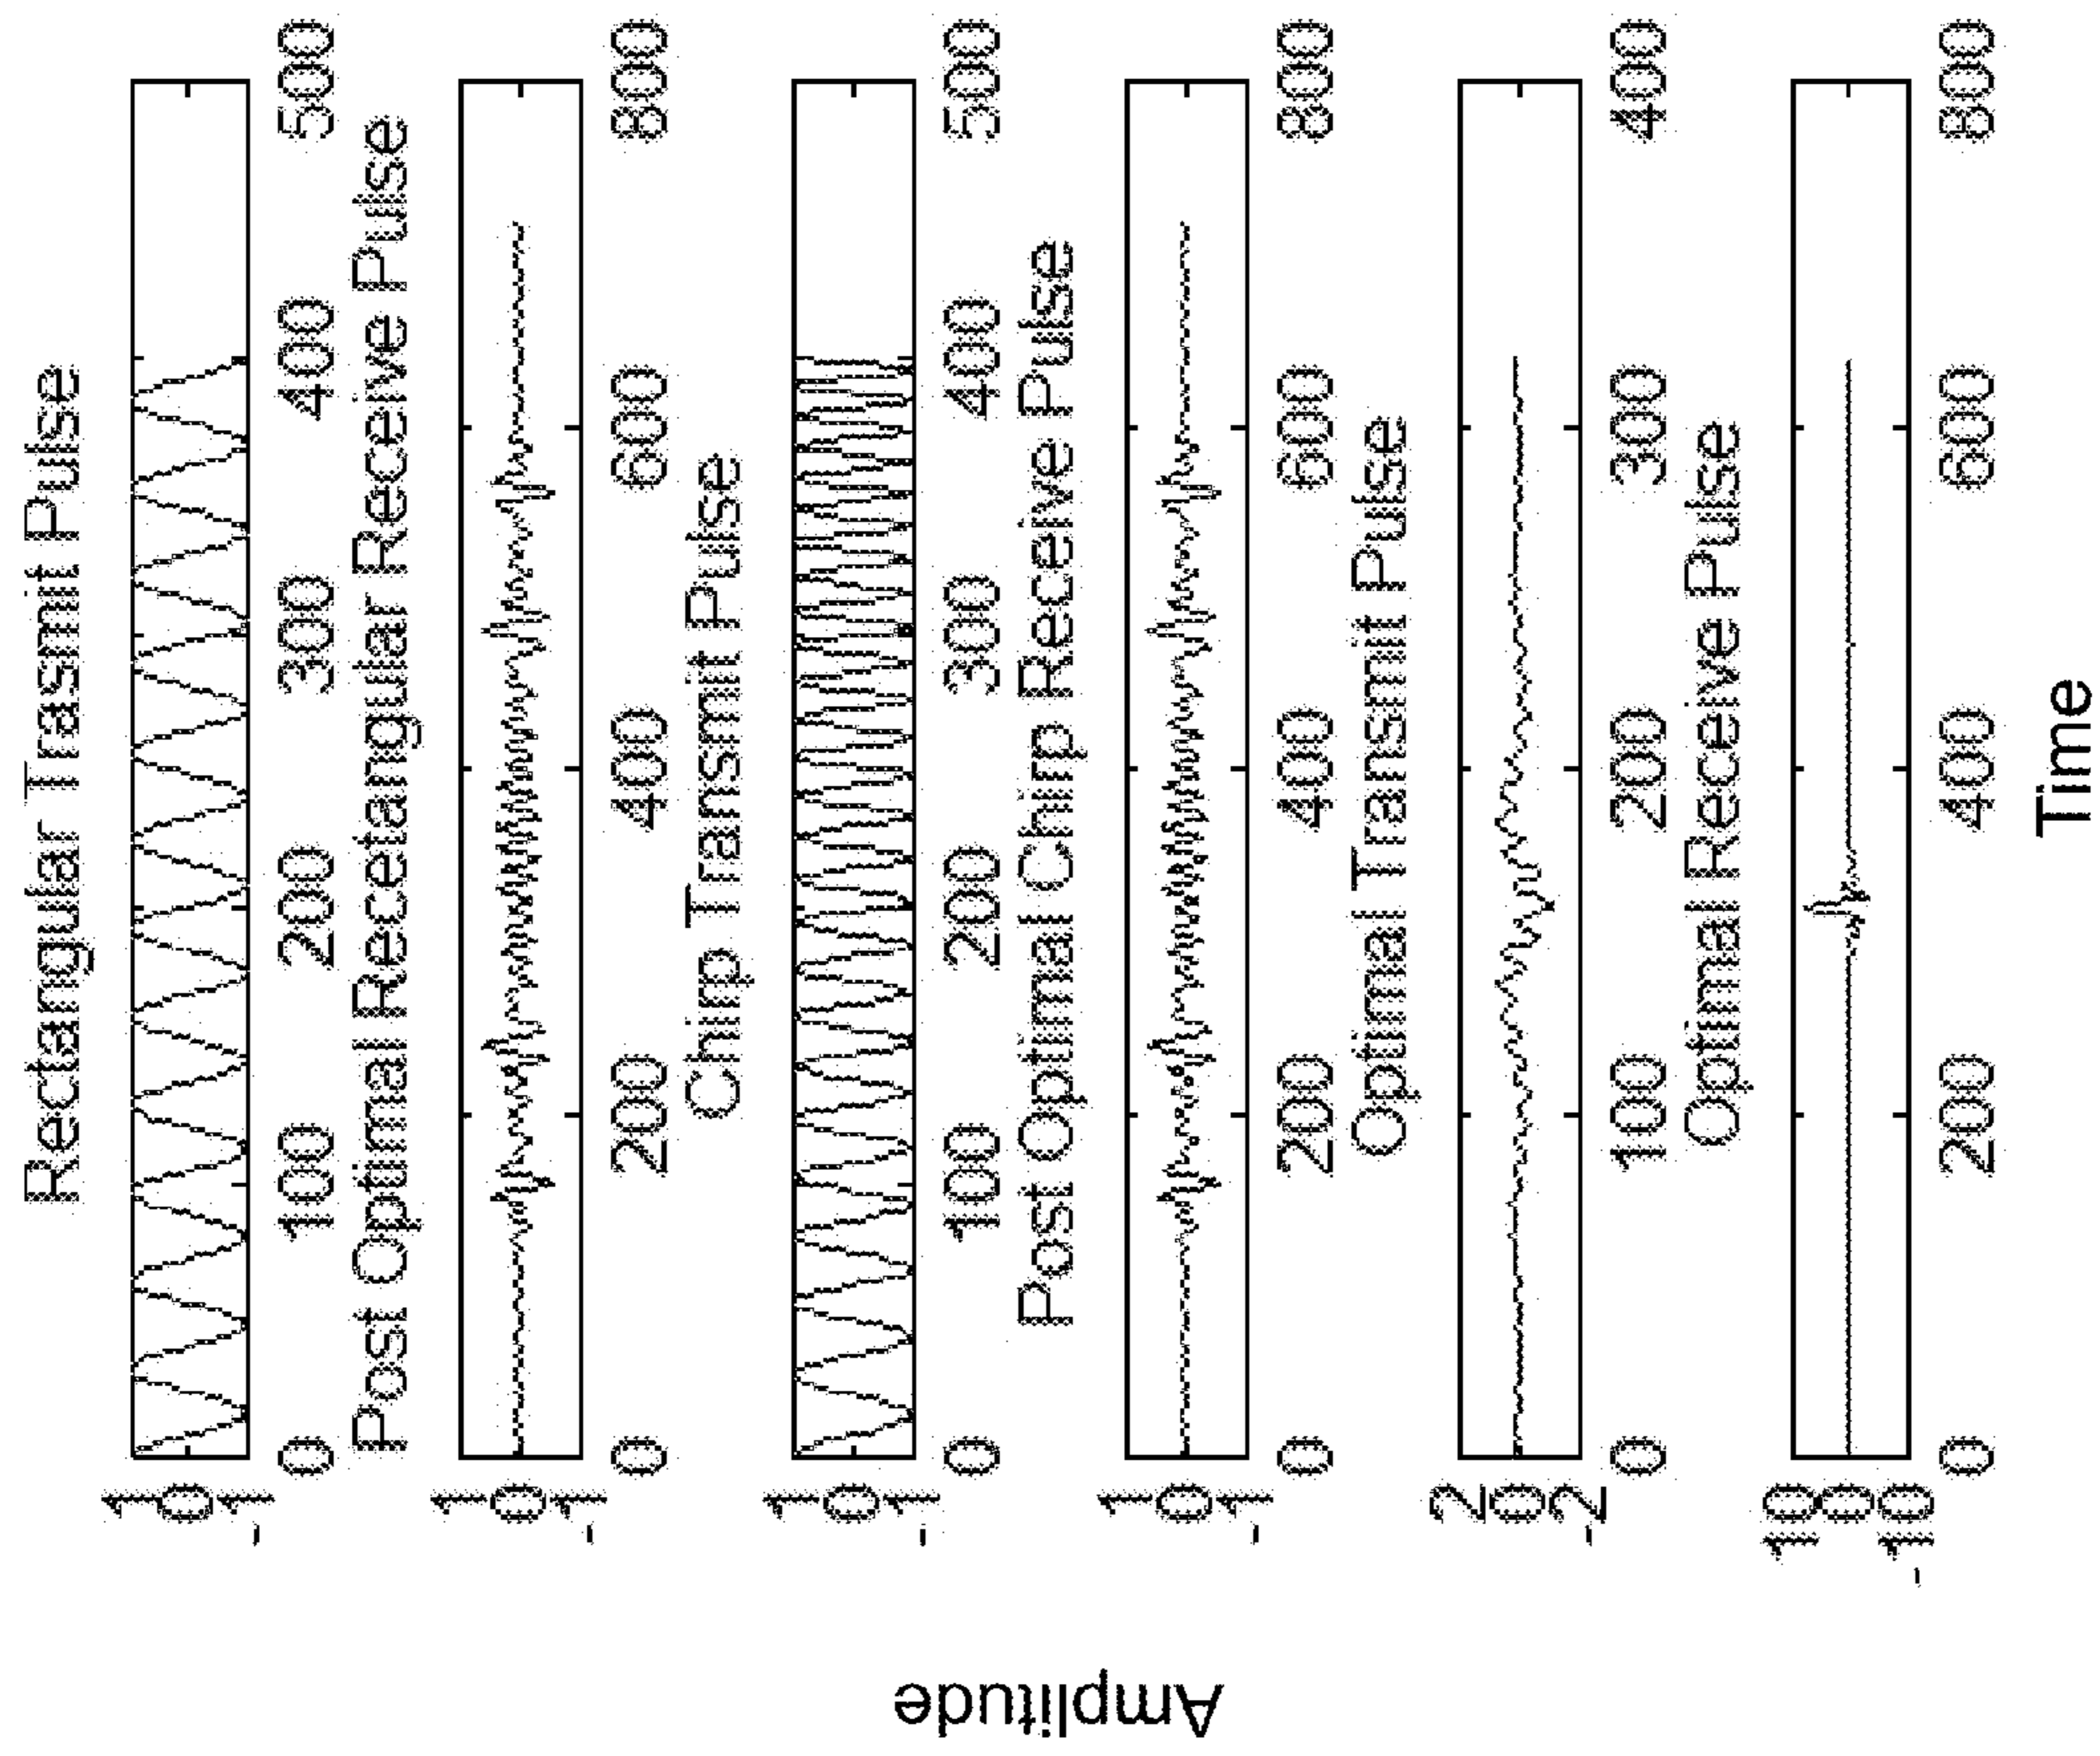 Rectangular Trasmit Pulse
1
0
-1
0 100 200 300 400 500
Post Optimal Recetangular Receive Pulse
1
0
-1
0 200 400 600 800
Chirp Transmit Pulse
1
0
-1
0 100 200 300 400 500
Post Optimal Chirp Receive Pulse
1
0
-1
0 200 400 600 800
Optimal Transmit Pulse
2
0
-2
0 100 200 300 400
Optimal Receive Pulse
10
0
-10
0 200 400 600 800
Time
Amplitude